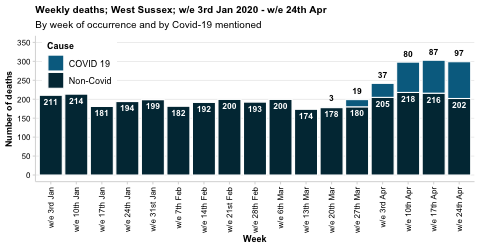 Weekly deaths; West Sussex; w/e 3rd Jan 2020 - w/e 24th Apr
By week of occurrence and by Covid-19 mentioned
Number of deaths
350
300
250
200
150
100
50
0
Cause
COVID 19
Non-Covid
3
19
37
80
87
97
211
214
181
194
199
182
192
200
193
200
174
178
180
205
218
216
202
w/e 3rd Jan
w/e 10th Jan
w/e 17th Jan
w/e 24th Jan
w/e 31st Jan
w/e 7th Feb
w/e 14th Feb
w/e 21st Feb
w/e 28th Feb
w/e 6th Mar
w/e 13th Mar
w/e 20th Mar
w/e 27th Mar
w/e 3rd Apr
w/e 10th Apr
w/e 17th Apr
w/e 24th Apr
Week